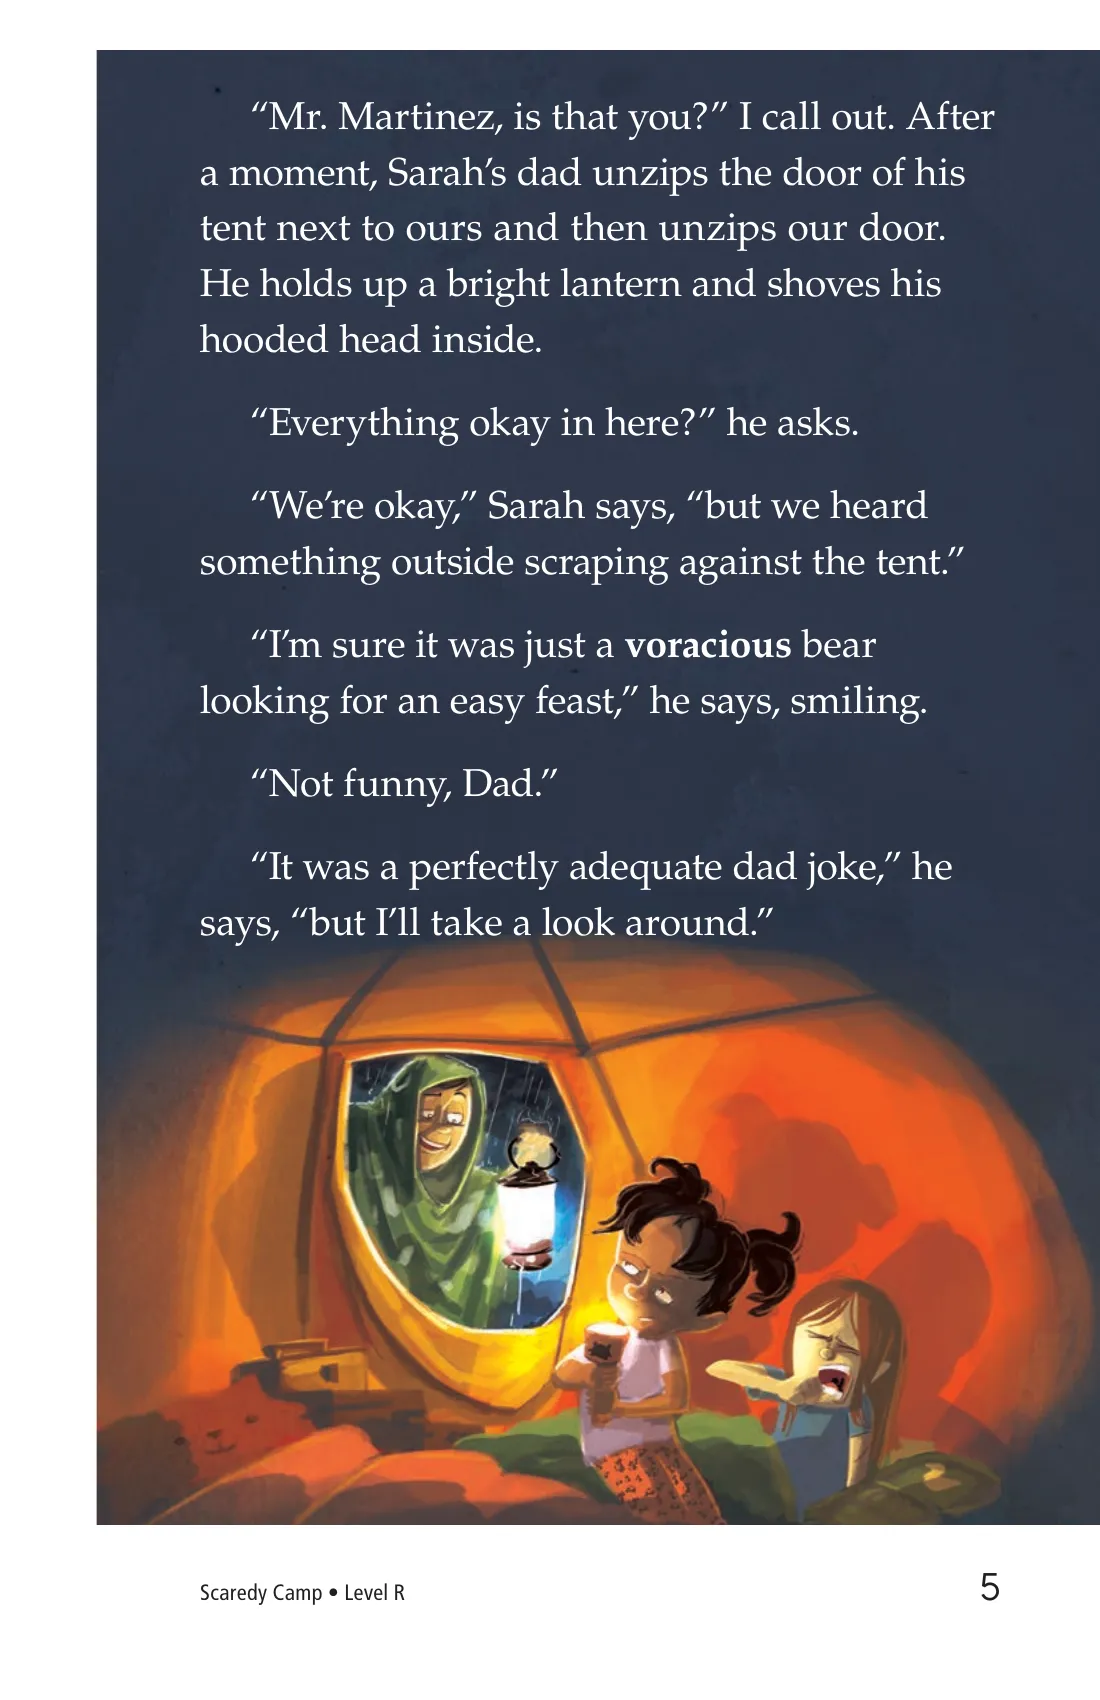 “Mr. Martinez, is that you?” I call out. After
a moment, Sarah’s dad unzips the door of his
tent next to ours and then unzips our door.
He holds up a bright lantern and shoves his
hooded head inside.
“Everything okay in here?” he asks.
“We’re okay,” Sarah says, “but we heard
something outside scraping against the tent.”
“I’m sure it was just a voracious bear
looking for an easy feast,” he says, smiling.
“Not funny, Dad.”
“It was a perfectly adequate dad joke,” he
says, “but I’ll take a look around.”
Scaredy Camp • Level R
5